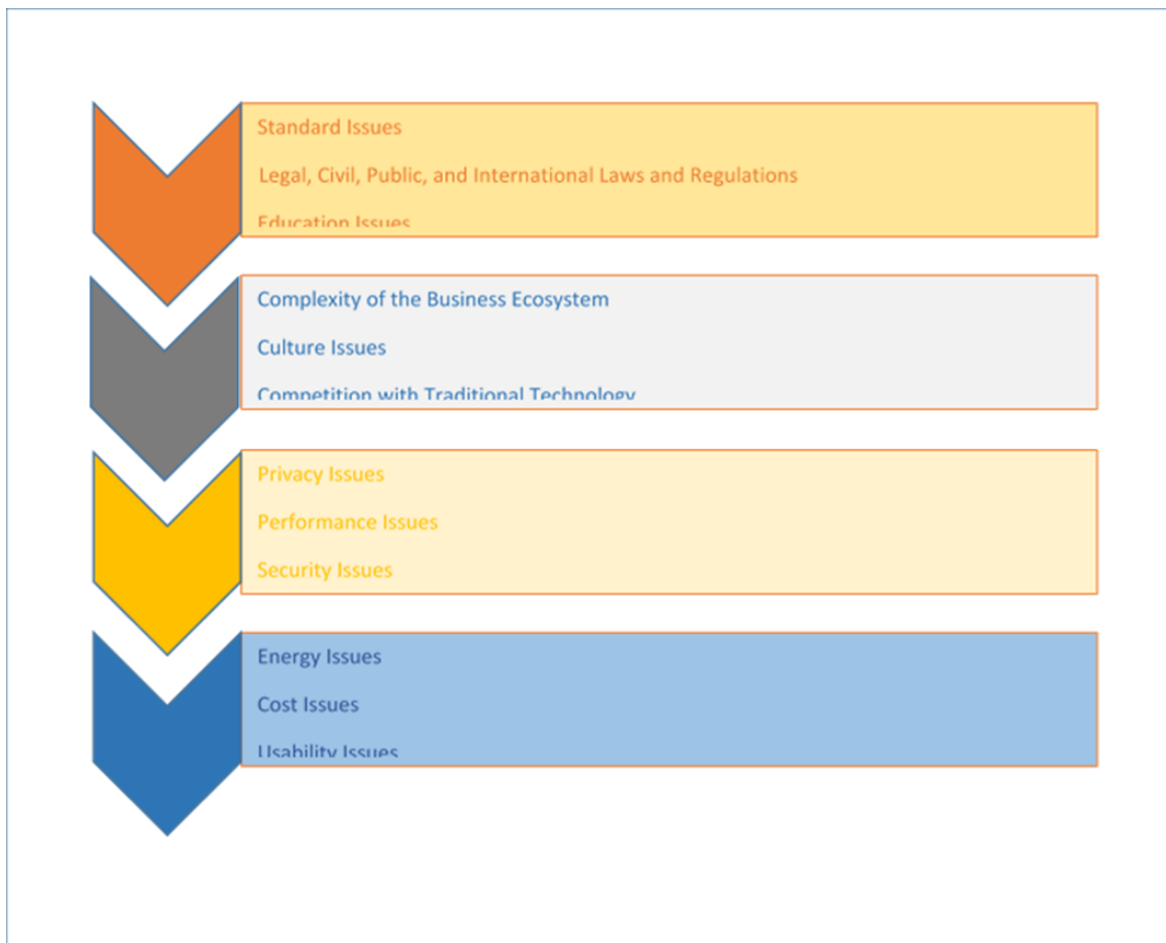 Standard Issues
Legal, Civil, Public, and International Laws and Regulations
Education Issues
Complexity of the Business Ecosystem
Culture Issues
Competition with Traditional Technology
Privacy Issues
Performance Issues
Security Issues
Energy Issues
Cost Issues
Usability Issues